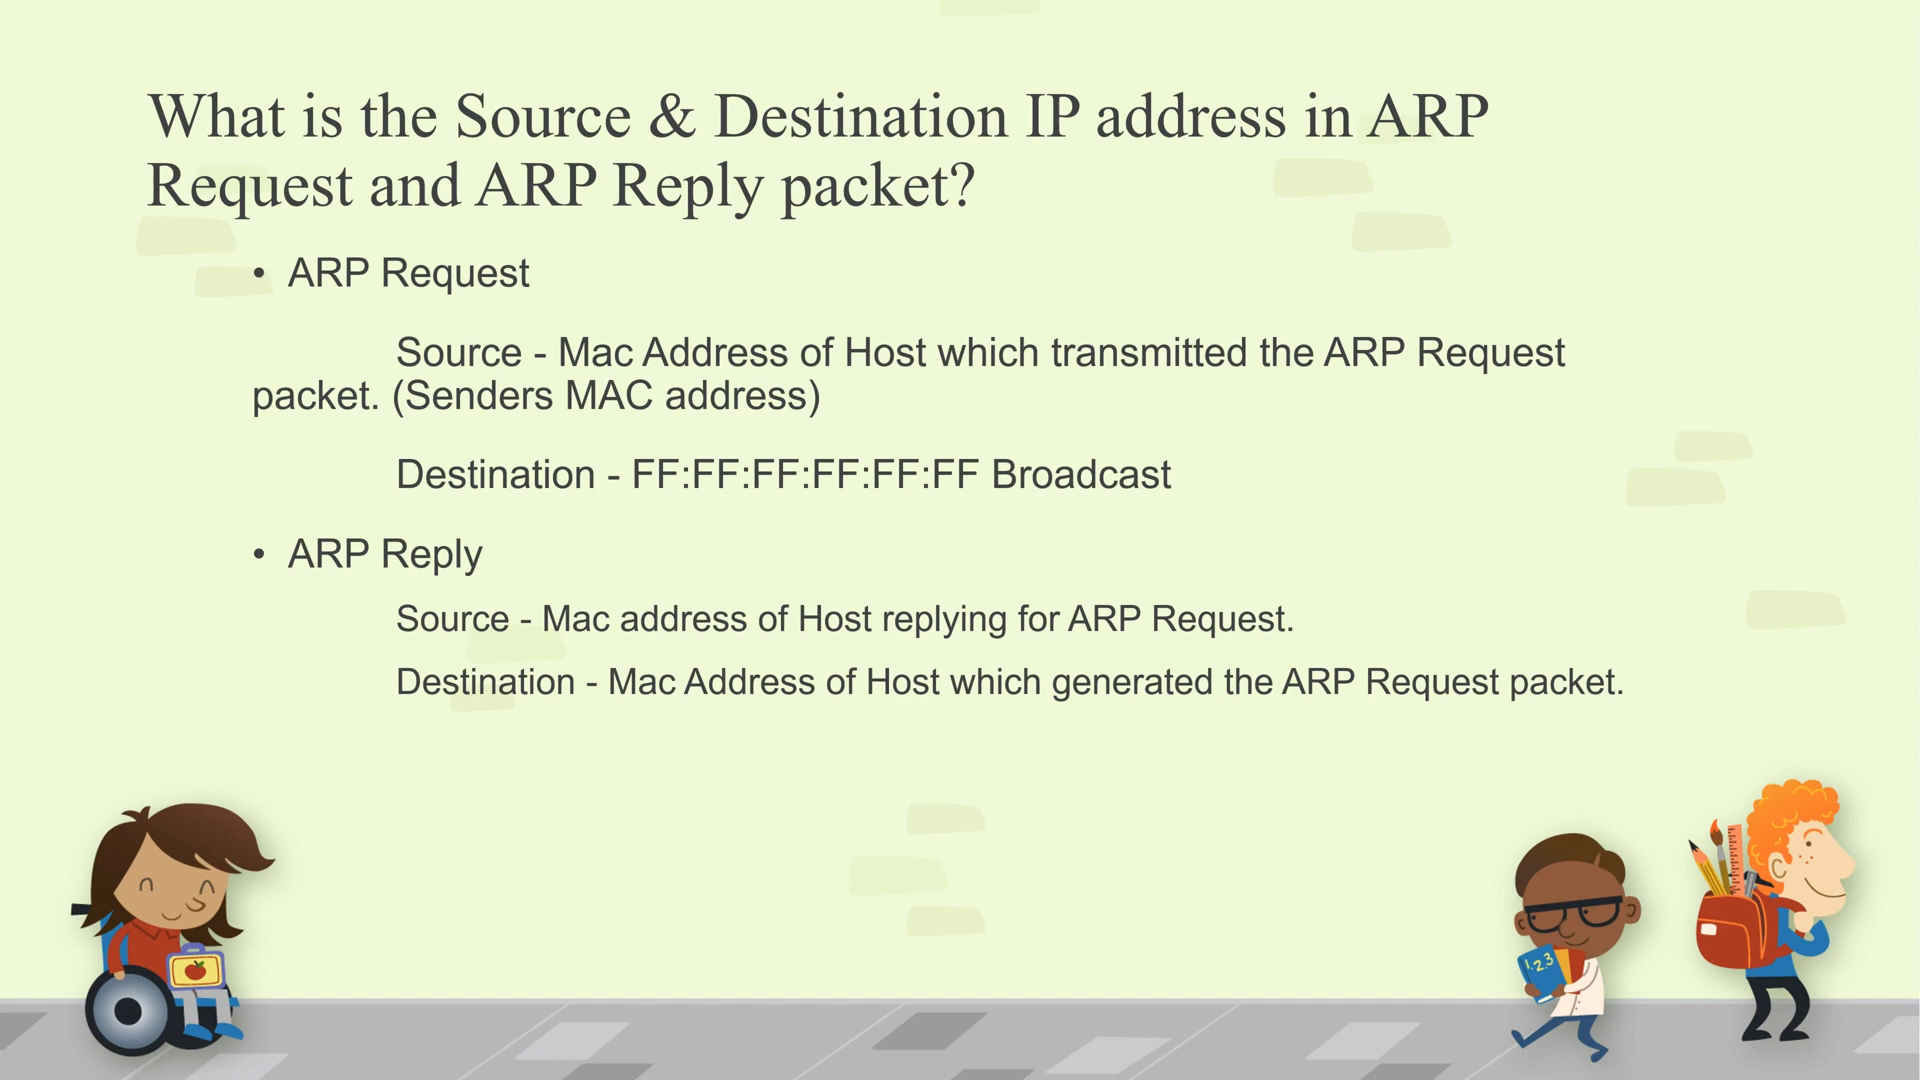 What is the Source & Destination IP address in ARP
Request and ARP Reply packet?
• ARP Request
Source - Mac Address of Host which transmitted the ARP Request
packet. (Senders MAC address)
Destination - FF:FF:FF:FF:FF:FF Broadcast
• ARP Reply
Source - Mac address of Host replying for ARP Request.
Destination - Mac Address of Host which generated the ARP Request packet.
1.2.3